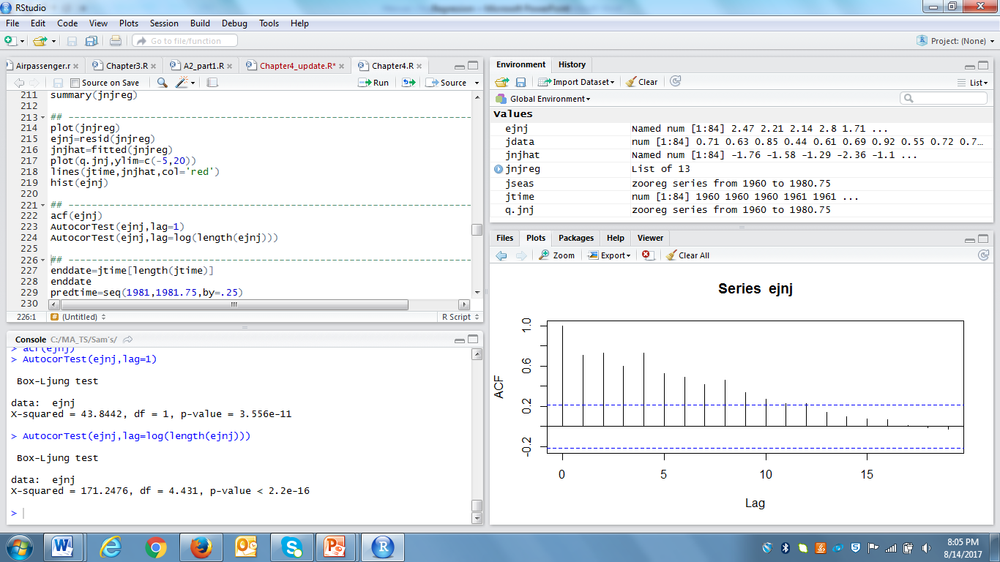 RStudio
Regression - Microsoft PowerPoint
File Edit Code View Plots Session Build Debug Tools Help
Go to file/function
Project: (None)
Airpassenger.r Chapter3.R A2_part1.R Chapter4_update.R* Chapter4.R
Source on Save Run Source
211 summary(jnjreg)
212
213 ## ----------------------------------------------------------------------
214 plot(jnjreg)
215 ejnj=resid(jnjreg)
216 jnjhat=fitted(jnjreg)
217 plot(q.jnj,ylim=c(-5,20))
218 lines(jtime,jnjhat,col='red')
219 hist(ejnj)
220
221 ## ----------------------------------------------------------------------
222 acf(ejnj)
223 AutocorTest(ejnj,lag=1)
224 AutocorTest(ejnj,lag=log(length(ejnj)))
225
226 ## ----------------------------------------------------------------------
227 enddate=jtime[length(jtime)]
228 enddate
229 predtime=seq(1981,1981.75,by=.25)
230
226:1 # (Untitled) R Script
Console C:/MA_TS/Sam's/
> acf(ejnj)
> AutocorTest(ejnj,lag=1)
Box-Ljung test
data: ejnj
X-squared = 43.8442, df = 1, p-value = 3.556e-11
> AutocorTest(ejnj,lag=log(length(ejnj)))
Box-Ljung test
data: ejnj
X-squared = 171.2476, df = 4.431, p-value < 2.2e-16
>
Environment History
Import Dataset Clear List
Global Environment
Values
ejnj Named num [1:84] 2.47 2.21 2.14 2.8 1.71 ...
jdata num [1:84] 0.71 0.63 0.85 0.44 0.61 0.69 0.92 0.55 0.72 0.7…
jnjhat Named num [1:84] -1.76 -1.58 -1.29 -2.36 -1.1 ...
jnjreg List of 13
jseas zooreg series from 1960 to 1980.75
jtime num [1:84] 1960 1960 1960 1961 1961 ...
q.jnj zooreg series from 1960 to 1980.75
Files Plots Packages Help Viewer
Zoom Export Clear All
Series ejnj
ACF
1.0
0.6
0.2
-0.2
0 5 10 15
Lag
8:05 PM
8/14/2017